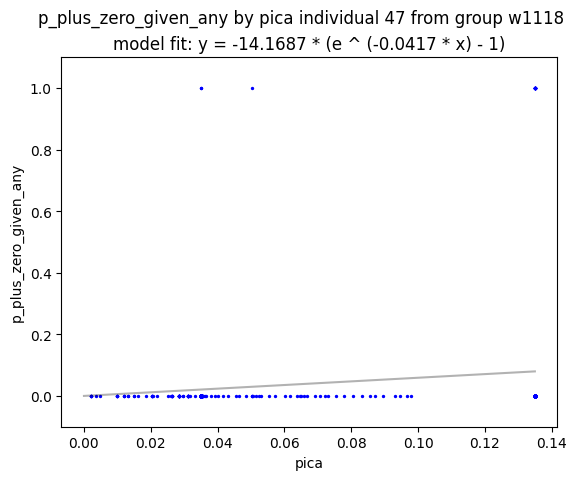 p_plus_zero_given_any by pica individual 47 from group w1118
model fit: y = -14.1687 * (e ^ (-0.0417 * x) - 1)
1.0
0.8
0.6
0.4
0.2
0.0
p_plus_zero_given_any
0.00 0.02 0.04 0.06 0.08 0.10 0.12 0.14
pica